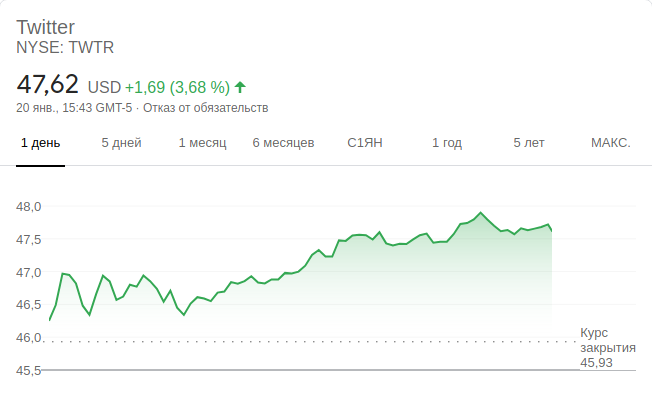 Twitter
NYSE: TWTR
47,62 USD +1,69 (3,68 %)
20 янв., 15:43 GMT-5 · Отказ от обязательств
1 день 5 дней 1 месяц 6 месяцев С1ЯН 1 год 5 лет МАКС.
48,0
47,5
47,0
46,5
46,0
45,5
Курс
закрытия
45,93